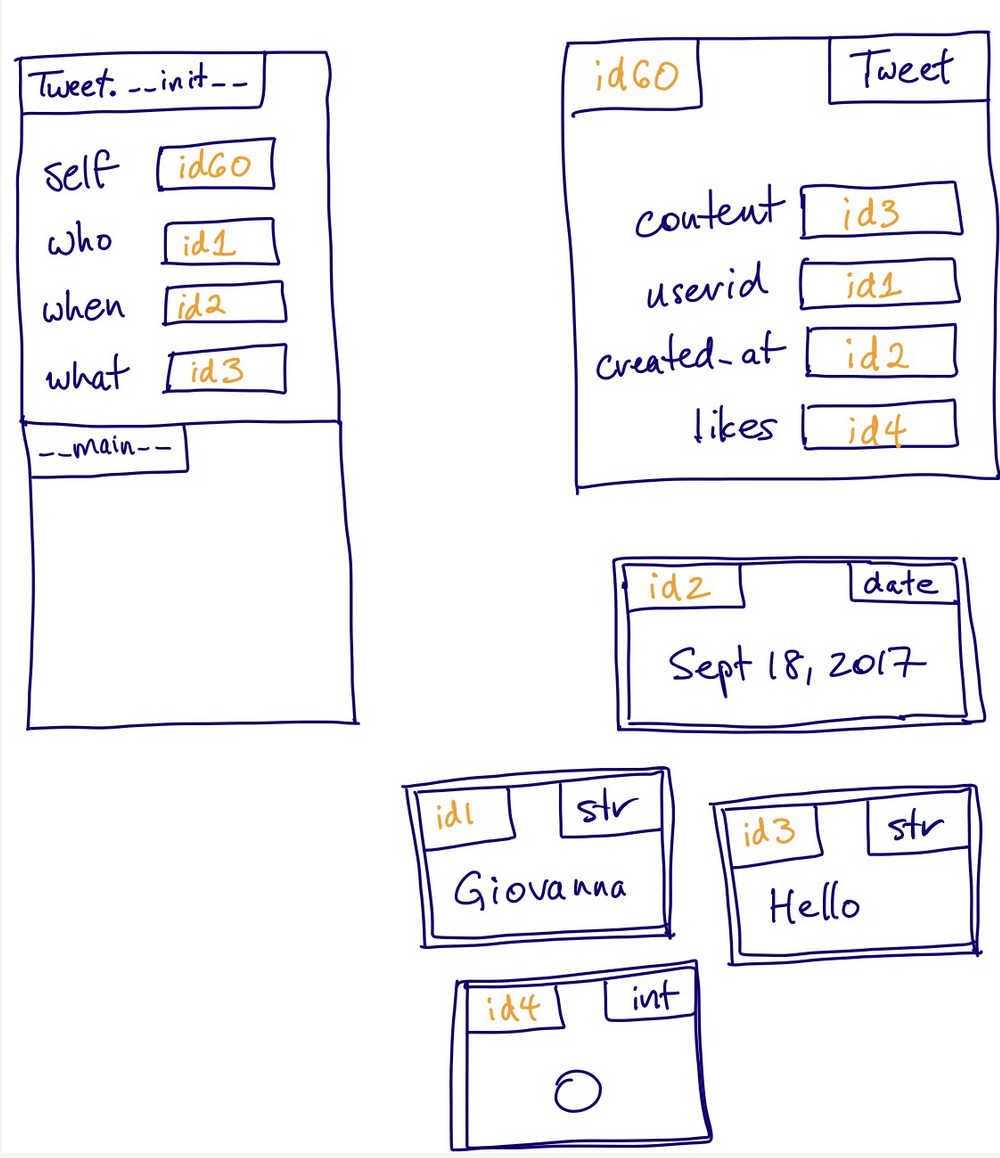 Tweet.__init__
self id60
who id1
when id2
what id3
__main__
id60 Tweet
content id3
userid id1
created_at id2
likes id4
id2 date
Sept 18, 2017
id1 str
Giovanna
id3 str
Hello
id4 int
0